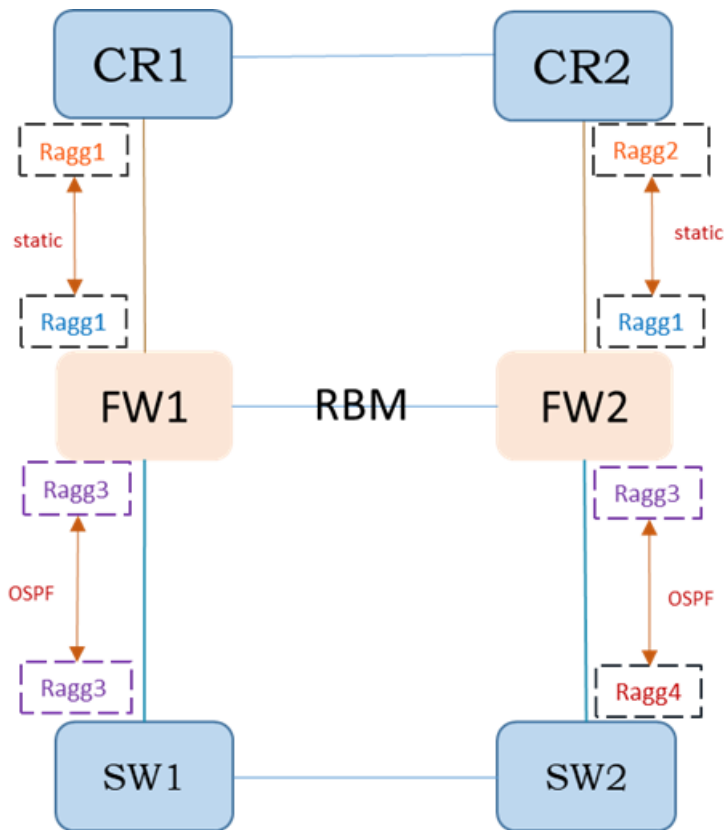 CR1
CR2
Ragg1
Ragg2
static
static
Ragg1
Ragg1
FW1
RBM
FW2
Ragg3
Ragg3
OSPF
OSPF
Ragg3
Ragg4
SW1
SW2